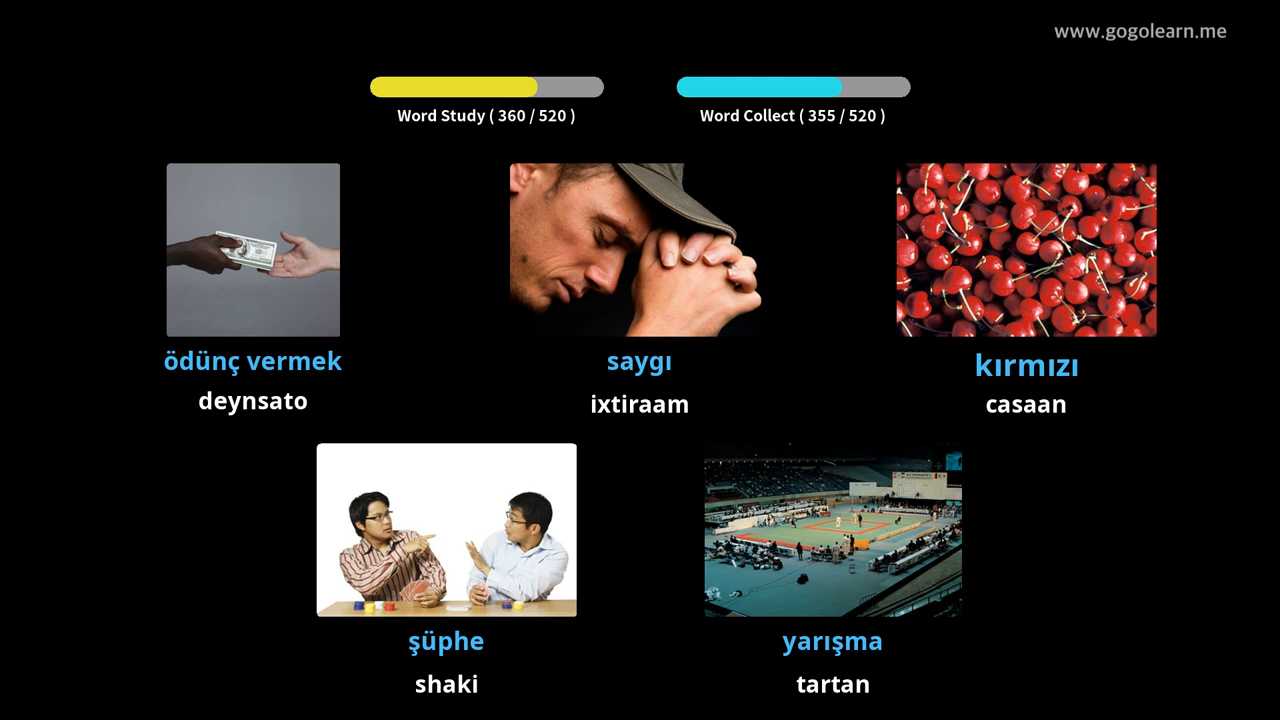 www.gogolearn.me
Word Study ( 360 / 520 )
Word Collect ( 355 / 520 )
ödünç vermek
deynsato
saygı
ixtiraam
kırmızı
casaan
şüphe
shaki
yarışma
tartan